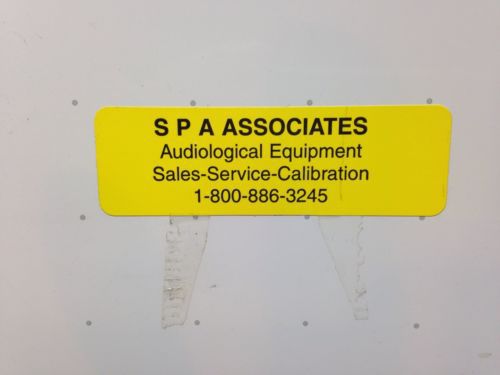 S P A ASSOCIATES
Audiological Equipment
Sales-Service-Calibration
1-800-886-3245